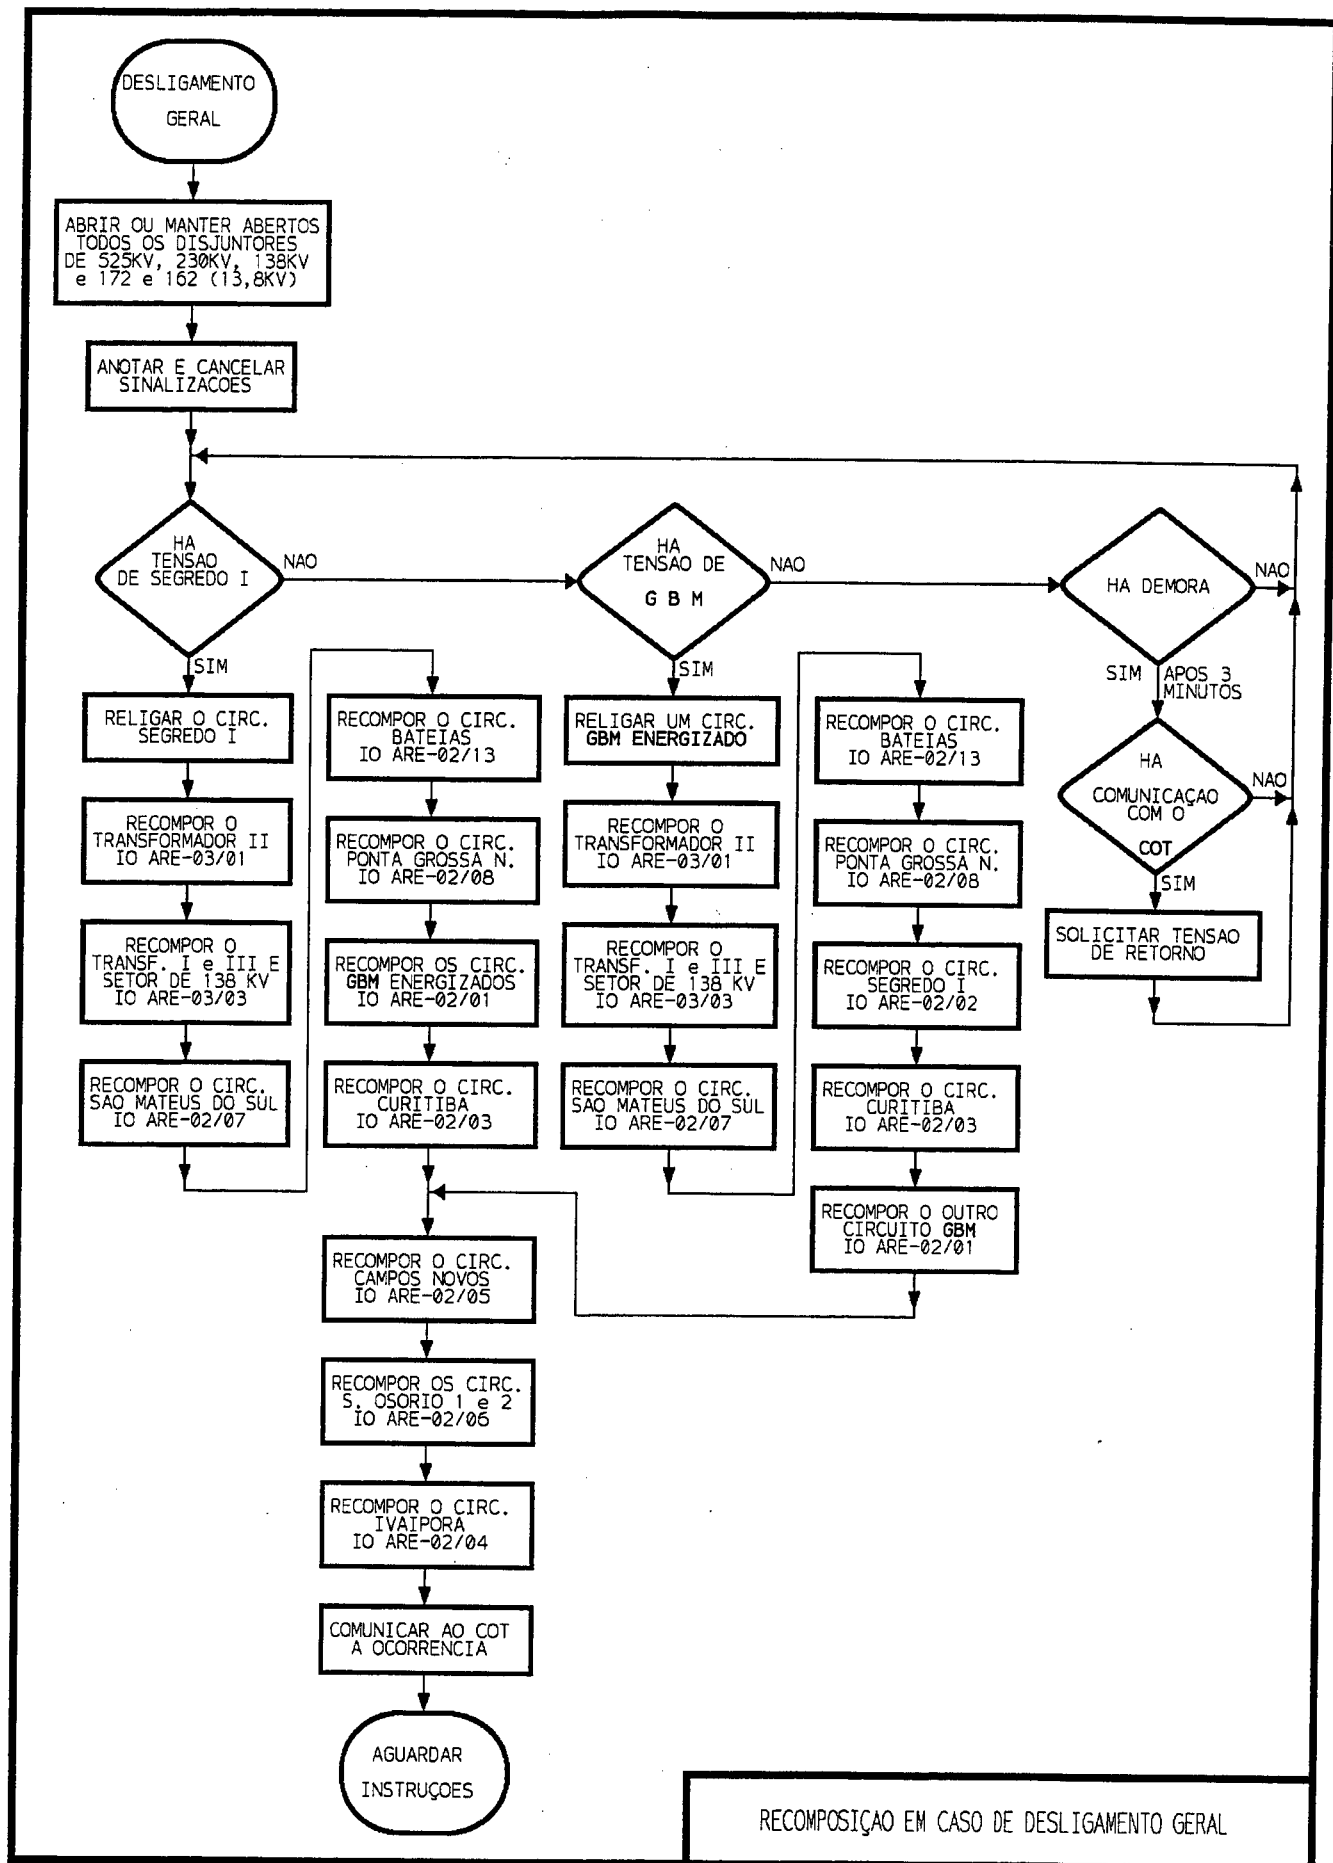 DESLIGAMENTO
GERAL
ABRIR OU MANTER ABERTOS
TODOS OS DISJUNTORES
DE 525KV, 230KV, 138KV
e 172 e 162 (13,8KV)
ANOTAR E CANCELAR
SINALIZACOES
HA
TENSAO
DE SEGREDO I
NAO
SIM
HA
TENSAO DE
G B M
NAO
SIM
HA DEMORA
NAO
SIM
APOS 3
MINUTOS
HA
COMUNICAÇAO
COM O
COT
NAO
SIM
SOLICITAR TENSAO
DE RETORNO
RELIGAR O CIRC.
SEGREDO I
RECOMPOR O
TRANSFORMADOR II
IO ARE-03/01
RECOMPOR O
TRANSF. I e III E
SETOR DE 138 KV
IO ARE-03/03
RECOMPOR O CIRC.
SAO MATEUS DO SUL
IO ARE-02/07
RECOMPOR O CIRC.
BATEIAS
IO ARE-02/13
RECOMPOR O CIRC.
PONTA GROSSA N.
IO ARE-02/08
RECOMPOR OS CIRC.
GBM ENERGIZADOS
IO ARE-02/01
RECOMPOR O CIRC.
CURITIBA
IO ARE-02/03
RELIGAR UM CIRC.
GBM ENERGIZADO
RECOMPOR O
TRANSFORMADOR II
IO ARE-03/01
RECOMPOR O
TRANSF. I e III E
SETOR DE 138 KV
IO ARE-03/03
RECOMPOR O CIRC.
SAO MATEUS DO SUL
IO ARE-02/07
RECOMPOR O CIRC.
BATEIAS
IO ARE-02/13
RECOMPOR O CIRC.
PONTA GROSSA N.
IO ARE-02/08
RECOMPOR O CIRC.
SEGREDO I
IO ARE-02/02
RECOMPOR O CIRC.
CURITIBA
IO ARE-02/03
RECOMPOR O OUTRO
CIRCUITO GBM
IO ARE-02/01
RECOMPOR O CIRC.
CAMPOS NOVOS
IO ARE-02/05
RECOMPOR OS CIRC.
S. OSORIO 1 e 2
IO ARE-02/06
RECOMPOR O CIRC.
IVAIPORA
IO ARE-02/04
COMUNICAR AO COT
A OCORRENCIA
AGUARDAR
INSTRUÇOES
RECOMPOSIÇAO EM CASO DE DESLIGAMENTO GERAL